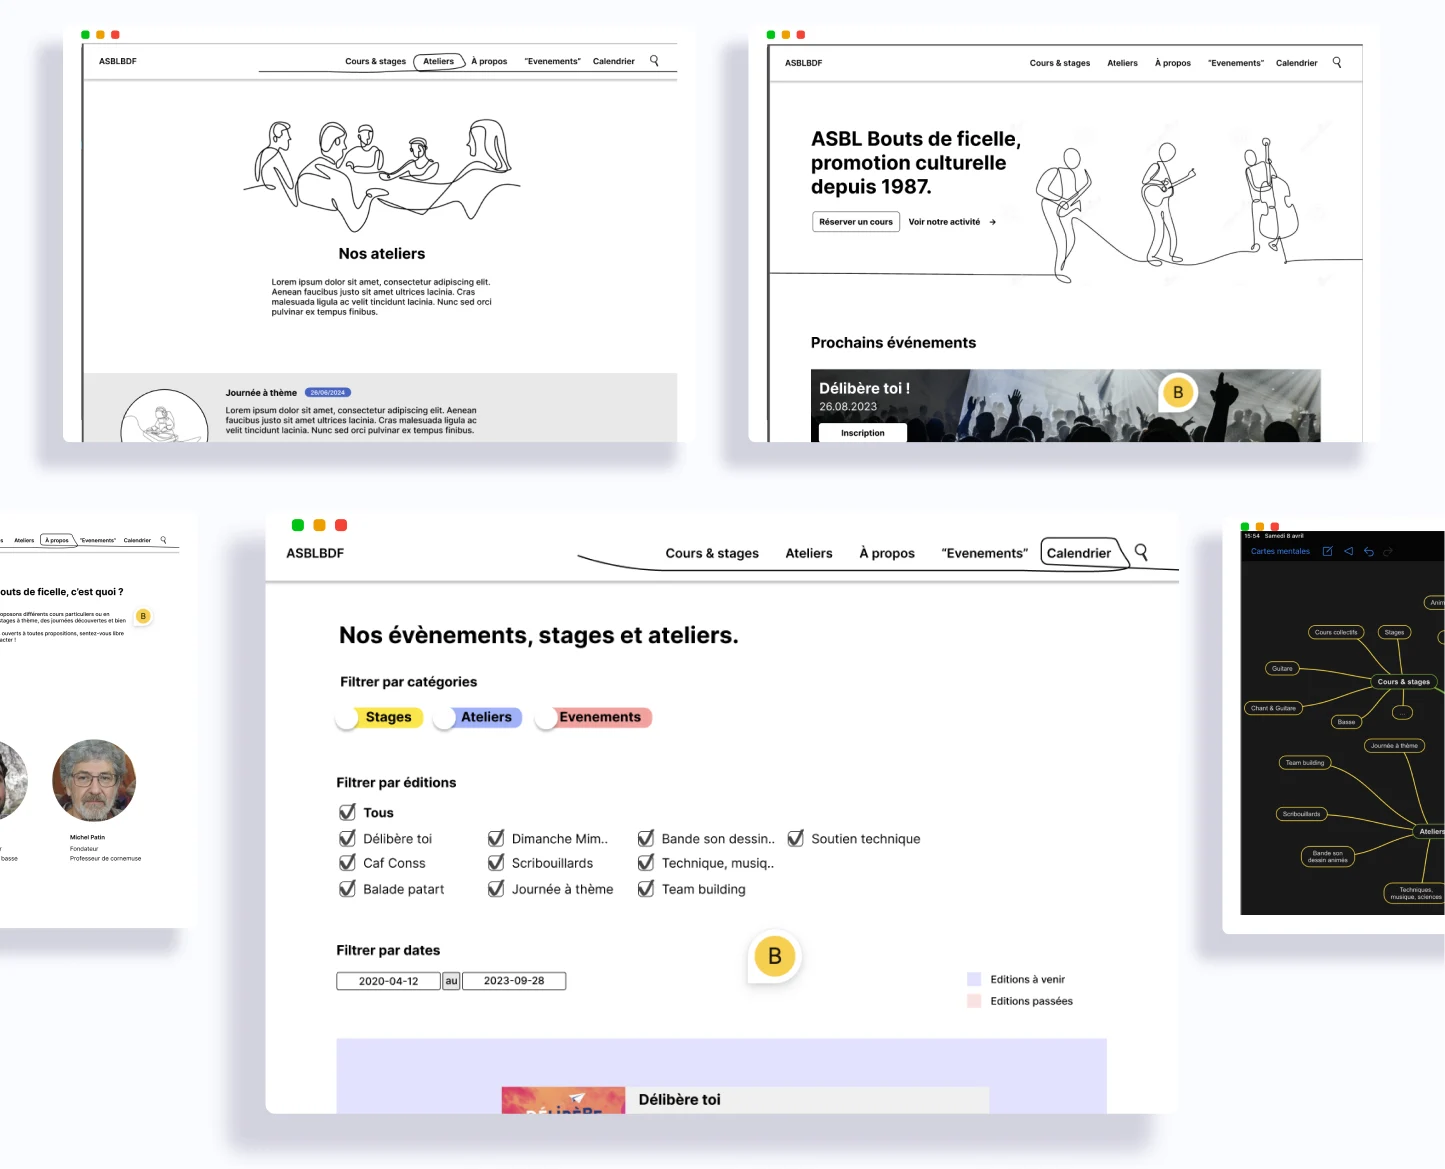 ASBLBDF
Cours & stages
Ateliers
À propos
“Evenements”
Calendrier
Nos ateliers
Lorem ipsum dolor sit amet, consectetur adipiscing elit.
Aenean faucibus justo sit amet ultrices lacinia. Cras
malesuada ligula ac velit tincidunt lacinia. Nunc sed orci
pulvinar ex tempus finibus.
Journée à thème
26/06/2024
Lorem ipsum dolor sit amet, consectetur adipiscing elit. Aenean
faucibus justo sit amet ultrices lacinia. Cras malesuada ligula ac
velit tincidunt lacinia. Nunc sed orci pulvinar ex tempus finibus.
ASBLBDF
Cours & stages
Ateliers
À propos
“Evenements”
Calendrier
ASBL Bouts de ficelle,
promotion culturelle
depuis 1987.
Réserver un cours
Voir notre activité
Prochains événements
Délibère toi !
26.08.2023
B
Inscription
s
Ateliers
À propos
“Evenements”
Calendrier
outs de ficelle, c’est quoi ?
oposons différents cours particuliers ou en
stages à thème, des journées découvertes et bien
ouverts à toutes propositions, sentez-vous libre
acter !
B
Michel Patin
Fondateur
Professeur de cornemuse
r
basse
ASBLBDF
Cours & stages
Ateliers
À propos
“Evenements”
Calendrier
Nos évènements, stages et ateliers.
Filtrer par catégories
Stages
Ateliers
Evenements
Filtrer par éditions
Tous
Délibère toi
Dimanche Mim..
Bande son dessin..
Soutien technique
Caf Conss
Scribouillards
Technique, musiq..
Balade patart
Journée à thème
Team building
Filtrer par dates
2020-04-12
au
2023-09-28
B
Editions à venir
Editions passées
DÉLIBÈRE
Délibère toi
15:54 Samedi 8 avril
Cartes mentales
Anim
Cours collectifs
Stages
Guitare
Cours & stages
Chant & Guitare
...
Basse
Journée à thème
Team building
Scribouillards
Ateliers
Bande son
dessin animée
Techniques,
musique, sciences